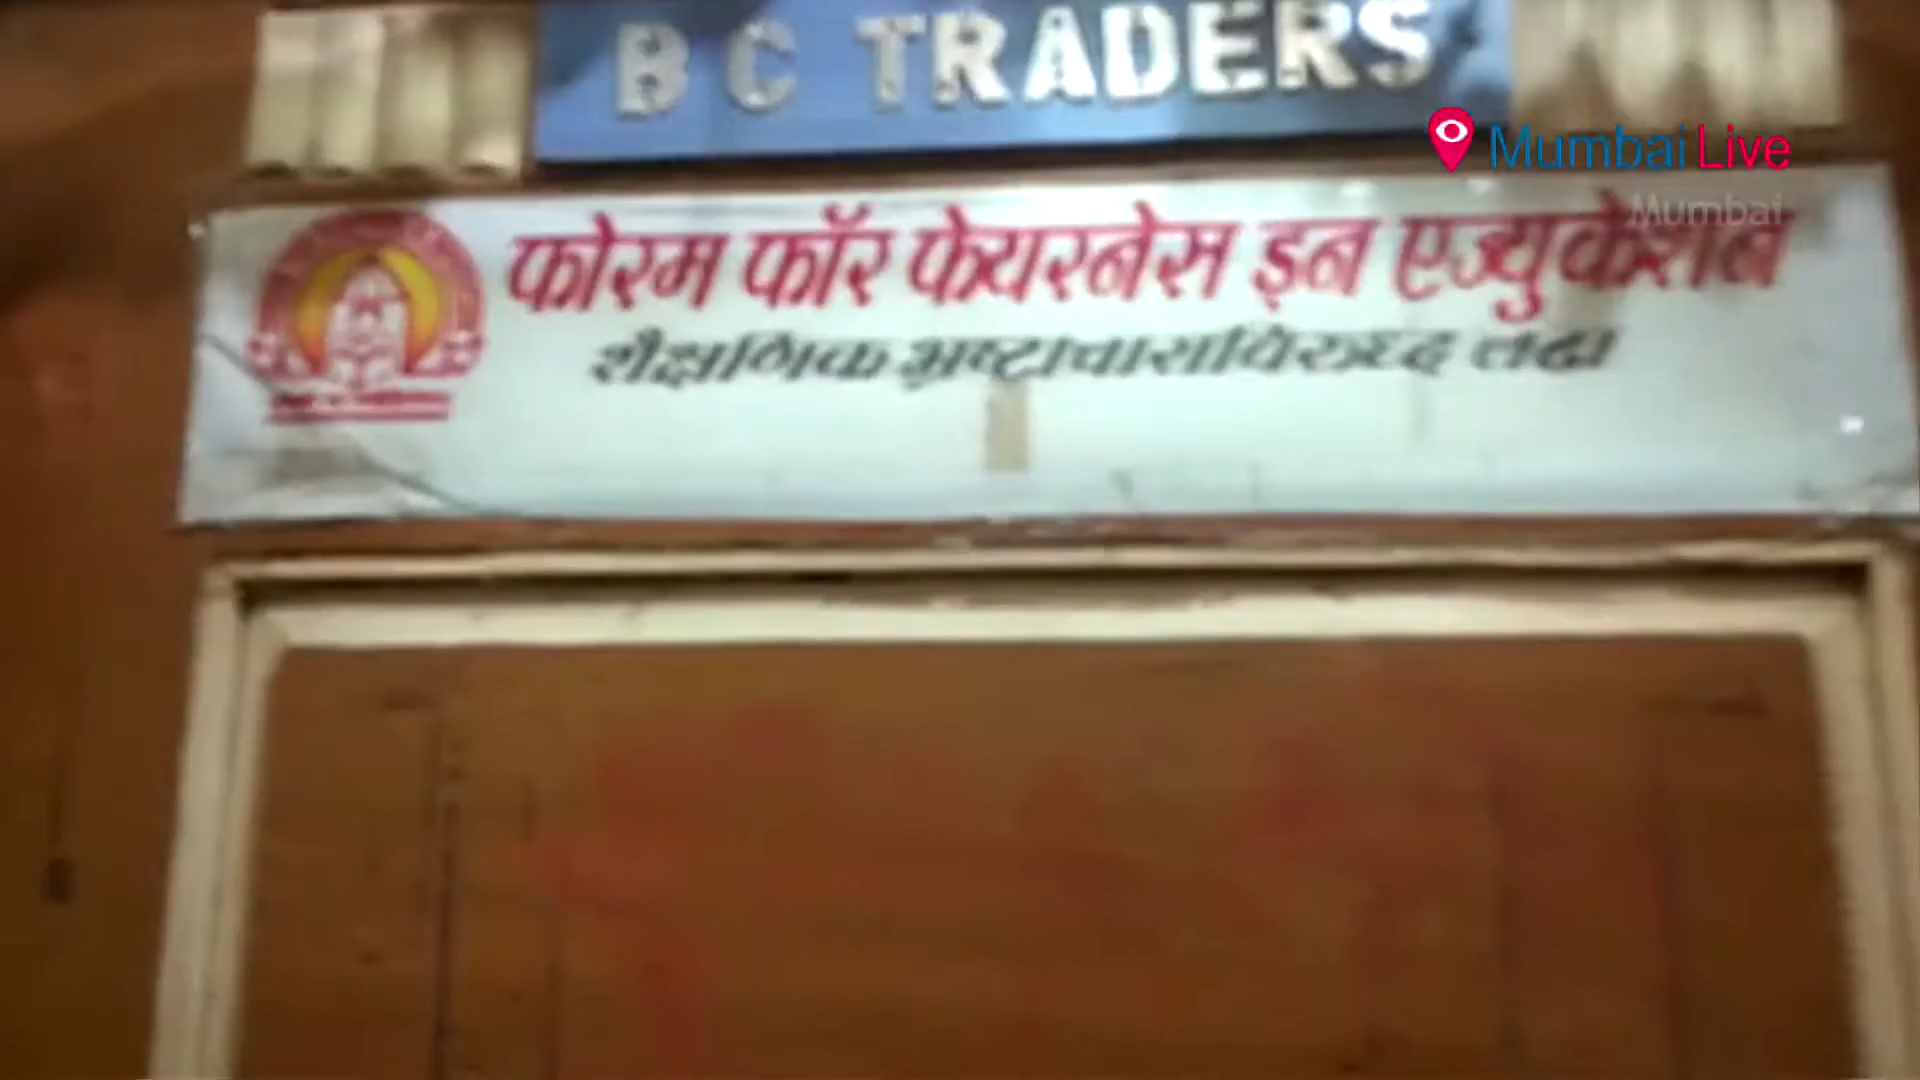 B C TRADERS
Mumbai Live
Mumbai
फोरम फॉर फेयरनेस इन एज्युकेशन
शैक्षणिक भ्रष्टाचाराविरुध्द लढा